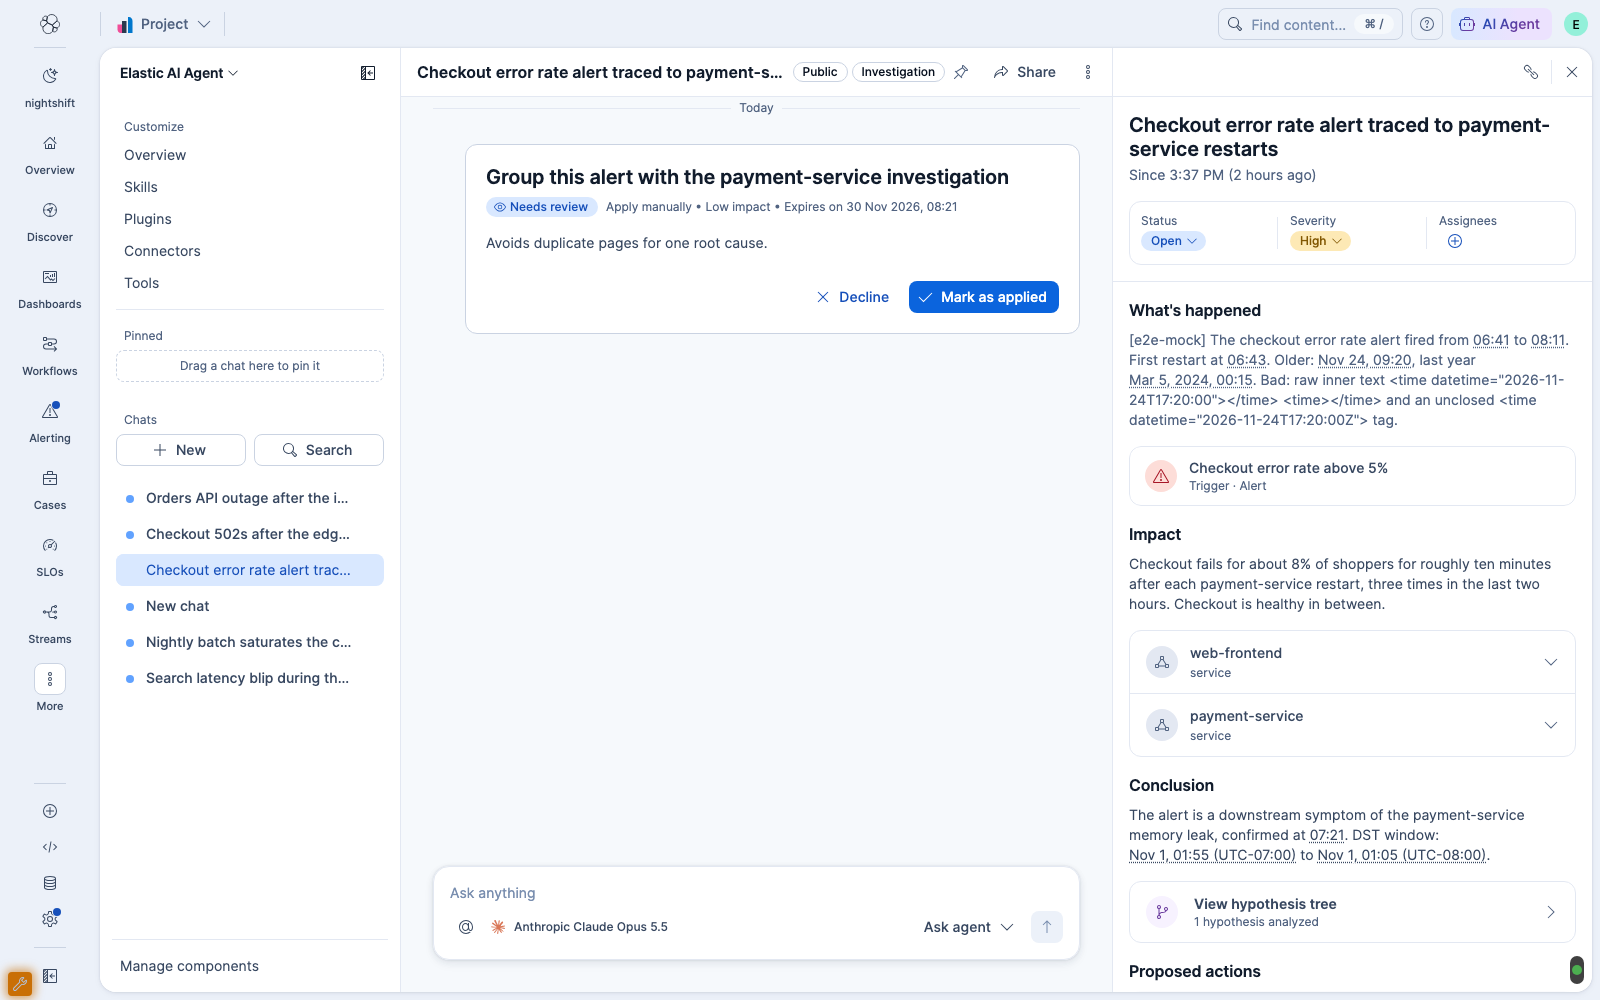 Project
Find content...
⌘ /
AI Agent
E
nightshift
Overview
Discover
Dashboards
Workflows
Alerting
Cases
SLOs
Streams
More
Elastic AI Agent
Customize
Overview
Skills
Plugins
Connectors
Tools
Pinned
Drag a chat here to pin it
Chats
New
Search
Orders API outage after the i...
Checkout 502s after the edg...
Checkout error rate alert trac...
New chat
Nightly batch saturates the c...
Search latency blip during th...
Manage components
Checkout error rate alert traced to payment-s...
Public
Investigation
Share
Today
Group this alert with the payment-service investigation
Needs review Apply manually • Low impact • Expires on 30 Nov 2026, 08:21
Avoids duplicate pages for one root cause.
Decline
Mark as applied
Ask anything
@
Anthropic Claude Opus 5.5
Ask agent
Checkout error rate alert traced to payment-
service restarts
Since 3:37 PM (2 hours ago)
Status
Open
Severity
High
Assignees
What's happened
[e2e-mock] The checkout error rate alert fired from 06:41 to 08:11.
First restart at 06:43. Older: Nov 24, 09:20, last year
Mar 5, 2024, 00:15. Bad: raw inner text <time datetime="2026-11-
24T17:20:00"></time> <time></time> and an unclosed <time
datetime="2026-11-24T17:20:00Z"> tag.
Checkout error rate above 5%
Trigger · Alert
Impact
Checkout fails for about 8% of shoppers for roughly ten minutes
after each payment-service restart, three times in the last two
hours. Checkout is healthy in between.
web-frontend
service
payment-service
service
Conclusion
The alert is a downstream symptom of the payment-service
memory leak, confirmed at 07:21. DST window:
Nov 1, 01:55 (UTC-07:00) to Nov 1, 01:05 (UTC-08:00).
View hypothesis tree
1 hypothesis analyzed
Proposed actions